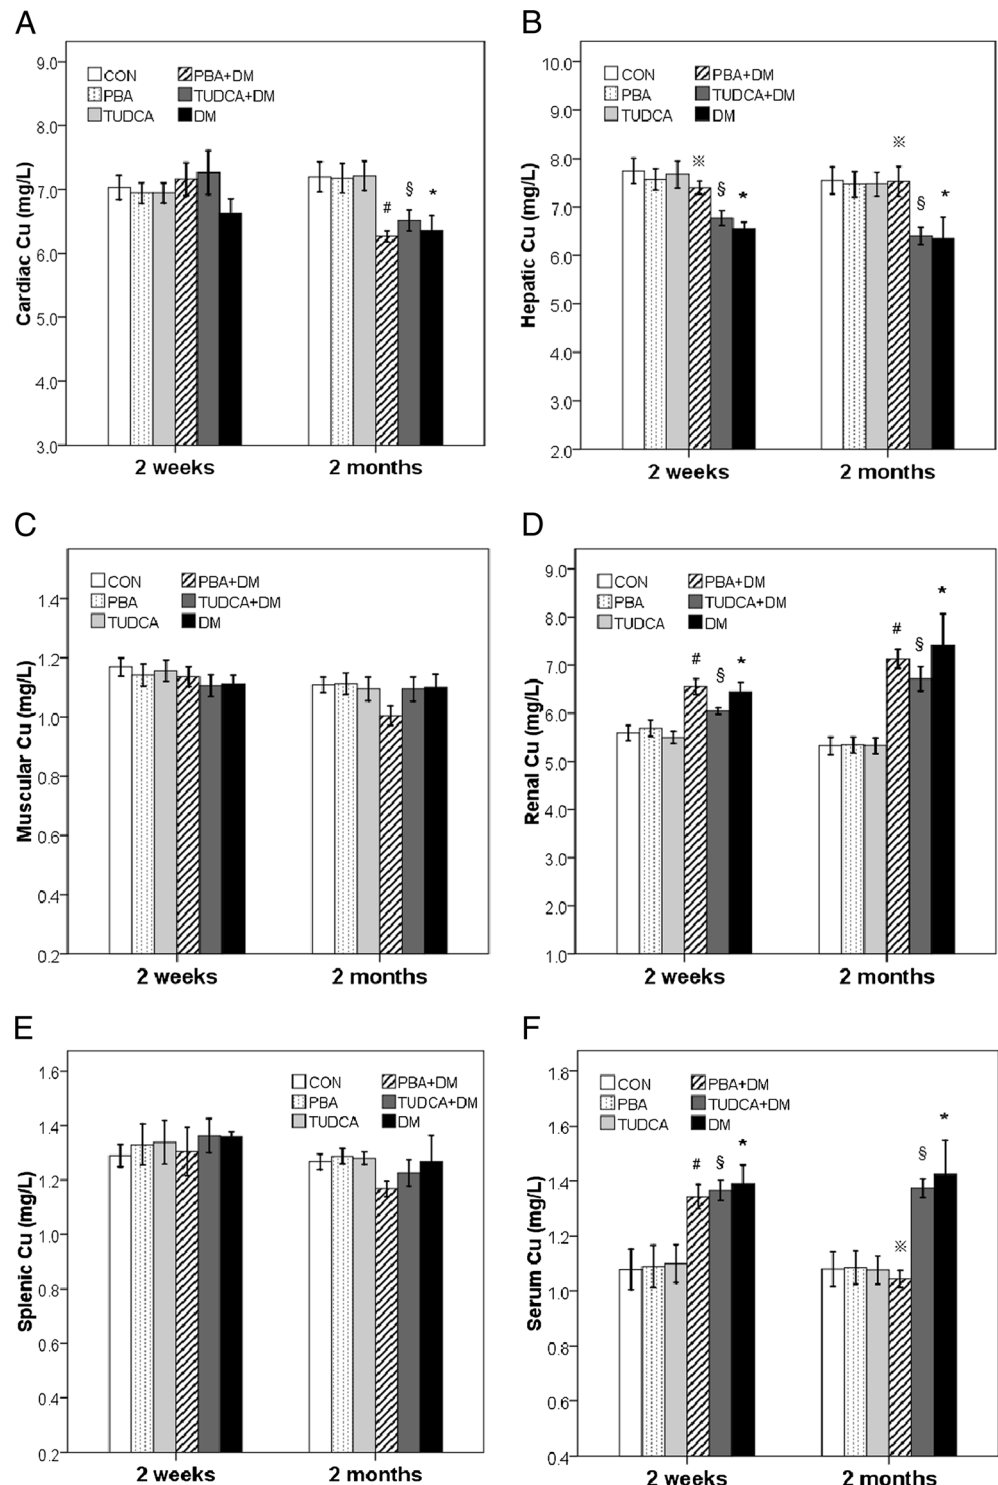 A
Cardiac Cu (mg/L)
9.0
8.0
7.0
6.0
5.0
4.0
3.0
CON
PBA
TUDCA
PBA+DM
TUDCA+DM
DM
# § *
2 weeks
2 months
B
Hepatic Cu (mg/L)
10.0
9.0
8.0
7.0
6.0
5.0
4.0
3.0
2.0
CON
PBA
TUDCA
PBA+DM
TUDCA+DM
DM
※ § *
※ § *
2 weeks
2 months
C
Muscular Cu (mg/L)
1.4
1.2
1.0
0.8
0.6
0.4
0.2
CON
PBA
TUDCA
PBA+DM
TUDCA+DM
DM
2 weeks
2 months
D
Renal Cu (mg/L)
9.0
8.0
7.0
6.0
5.0
4.0
3.0
2.0
1.0
CON
PBA
TUDCA
PBA+DM
TUDCA+DM
DM
# § *
# § *
2 weeks
2 months
E
Splenic Cu (mg/L)
1.6
1.4
1.2
1.0
0.8
0.6
0.4
0.2
CON
PBA
TUDCA
PBA+DM
TUDCA+DM
DM
2 weeks
2 months
F
Serum Cu (mg/L)
1.8
1.6
1.4
1.2
1.0
0.8
0.6
0.4
CON
PBA
TUDCA
PBA+DM
TUDCA+DM
DM
# § *
※ § *
2 weeks
2 months